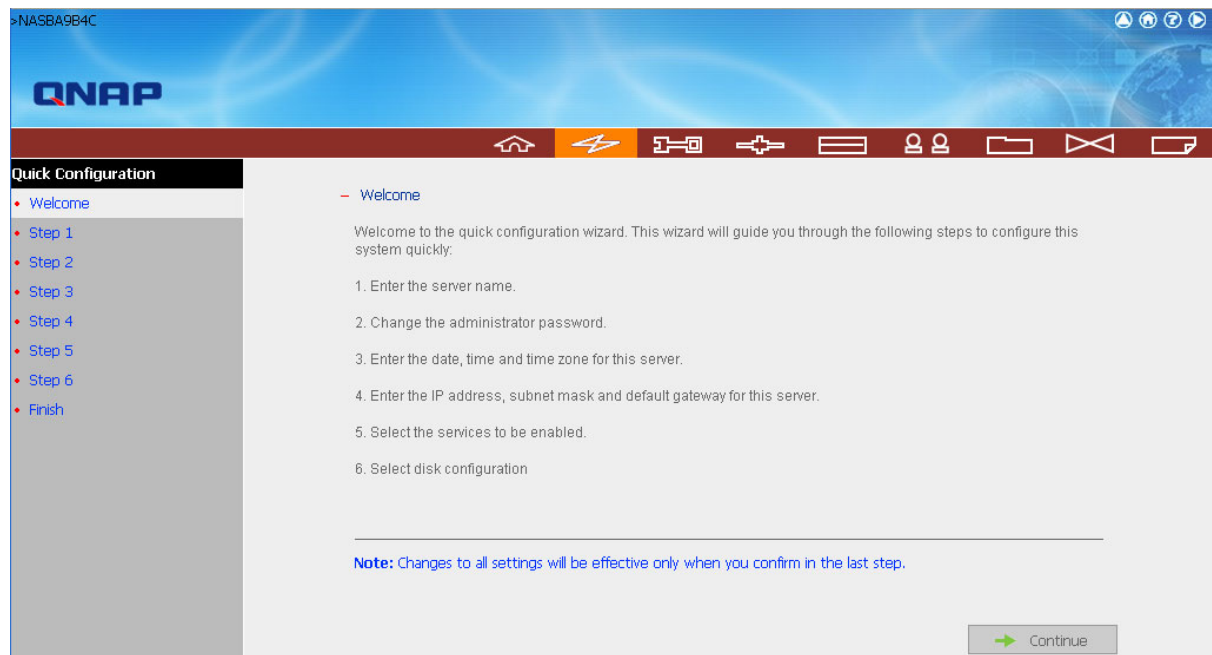 >NASBA9B4C
QNAP
Quick Configuration
• Welcome
• Step 1
• Step 2
• Step 3
• Step 4
• Step 5
• Step 6
• Finish
– Welcome
Welcome to the quick configuration wizard. This wizard will guide you through the following steps to configure this
system quickly:
1. Enter the server name.
2. Change the administrator password.
3. Enter the date, time and time zone for this server.
4. Enter the IP address, subnet mask and default gateway for this server.
5. Select the services to be enabled.
6. Select disk configuration
Note: Changes to all settings will be effective only when you confirm in the last step.
Continue